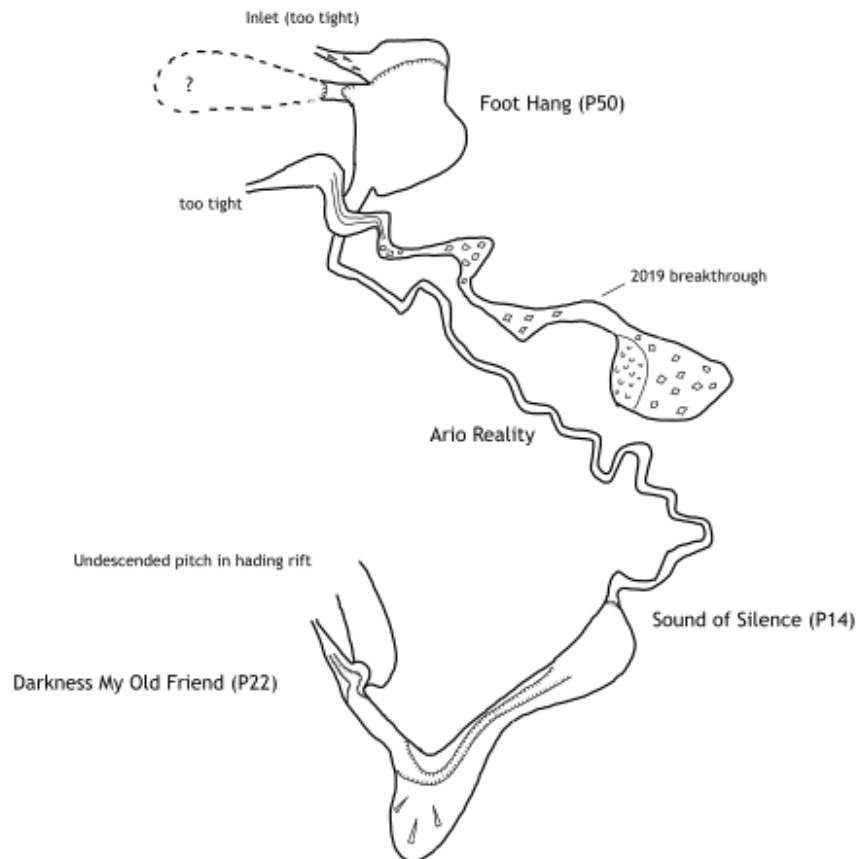 Inlet (too tight)
?
Foot Hang (P50)
too tight
2019 breakthrough
Ario Reality
Undescended pitch in hading rift
Sound of Silence (P14)
Darkness My Old Friend (P22)